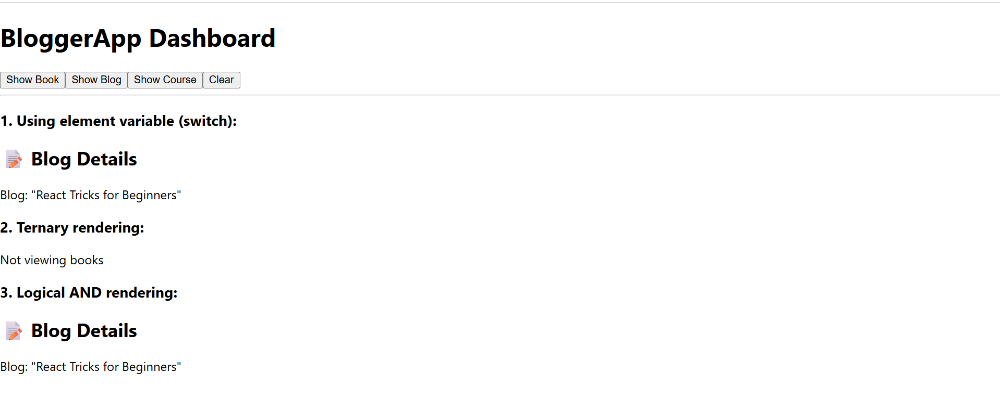 BloggerApp Dashboard
Show Book Show Blog Show Course Clear
1. Using element variable (switch):
Blog Details
Blog: "React Tricks for Beginners"
2. Ternary rendering:
Not viewing books
3. Logical AND rendering:
Blog Details
Blog: "React Tricks for Beginners"